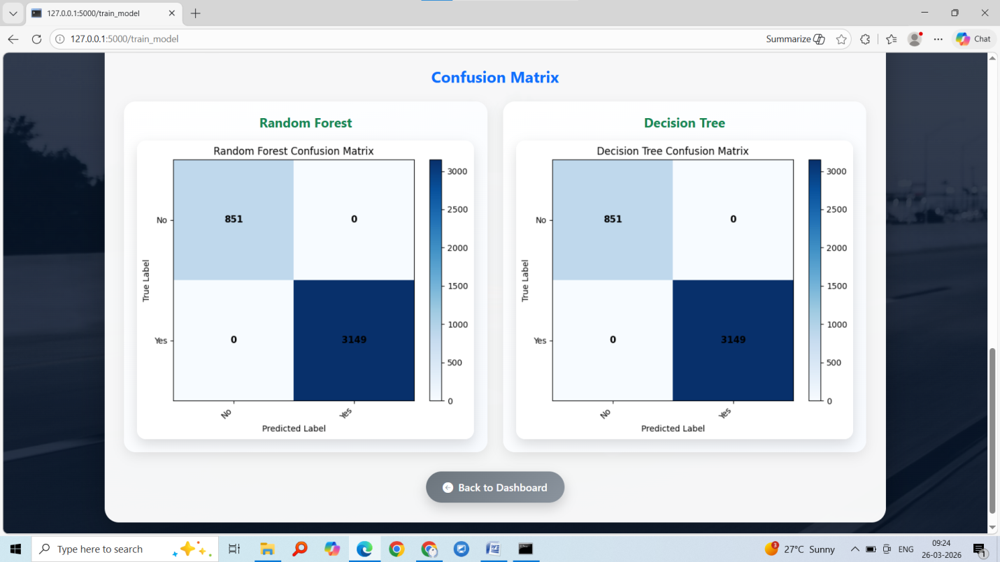 127.0.0.1:5000/train_model
127.0.0.1:5000/train_model
Summarize
Chat
Confusion Matrix
Random Forest
Random Forest Confusion Matrix
True Label
No
Yes
851
0
0
3149
No
Yes
Predicted Label
3000
2500
2000
1500
1000
500
0
Decision Tree
Decision Tree Confusion Matrix
True Label
No
Yes
851
0
0
3149
No
Yes
Predicted Label
3000
2500
2000
1500
1000
500
0
Back to Dashboard
Type here to search
3
27°C Sunny
ENG
09:24
26-03-2026
1